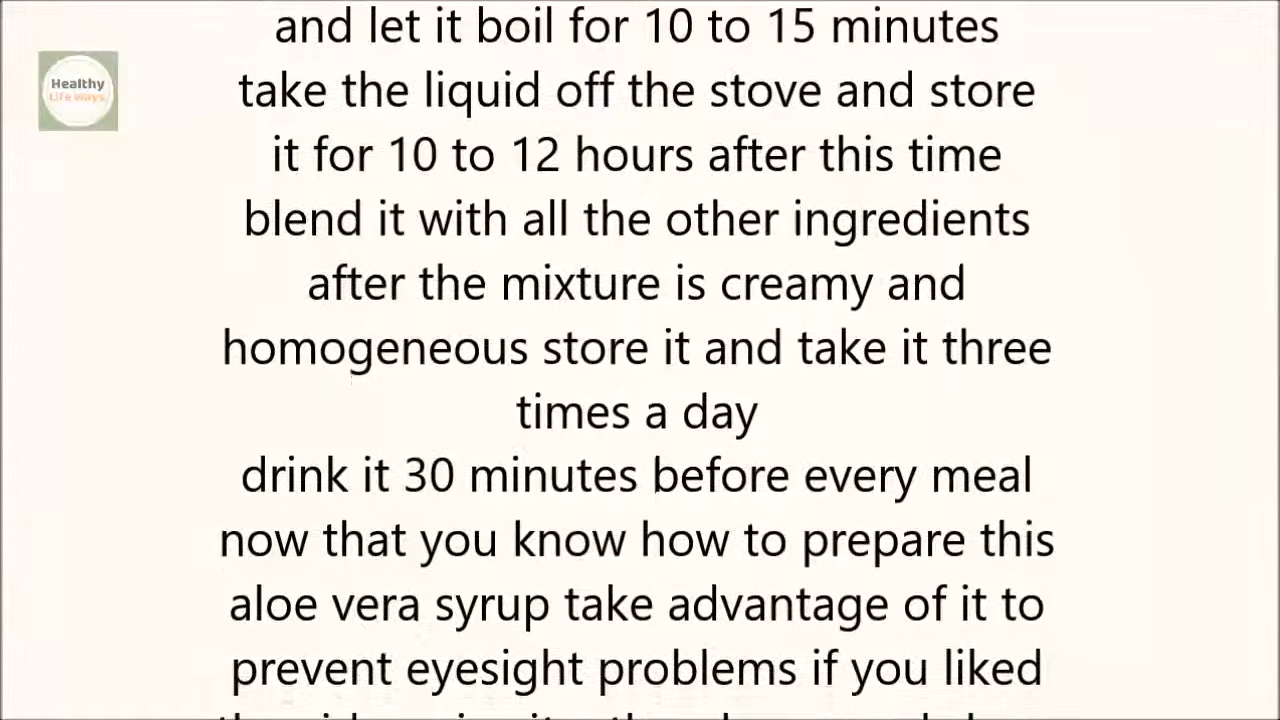 and let it boil for 10 to 15 minutes
Healthy
Life Ways
take the liquid off the stove and store
it for 10 to 12 hours after this time
blend it with all the other ingredients
after the mixture is creamy and
homogeneous store it and take it three
times a day
drink it 30 minutes before every meal
now that you know how to prepare this
aloe vera syrup take advantage of it to
prevent eyesight problems if you liked